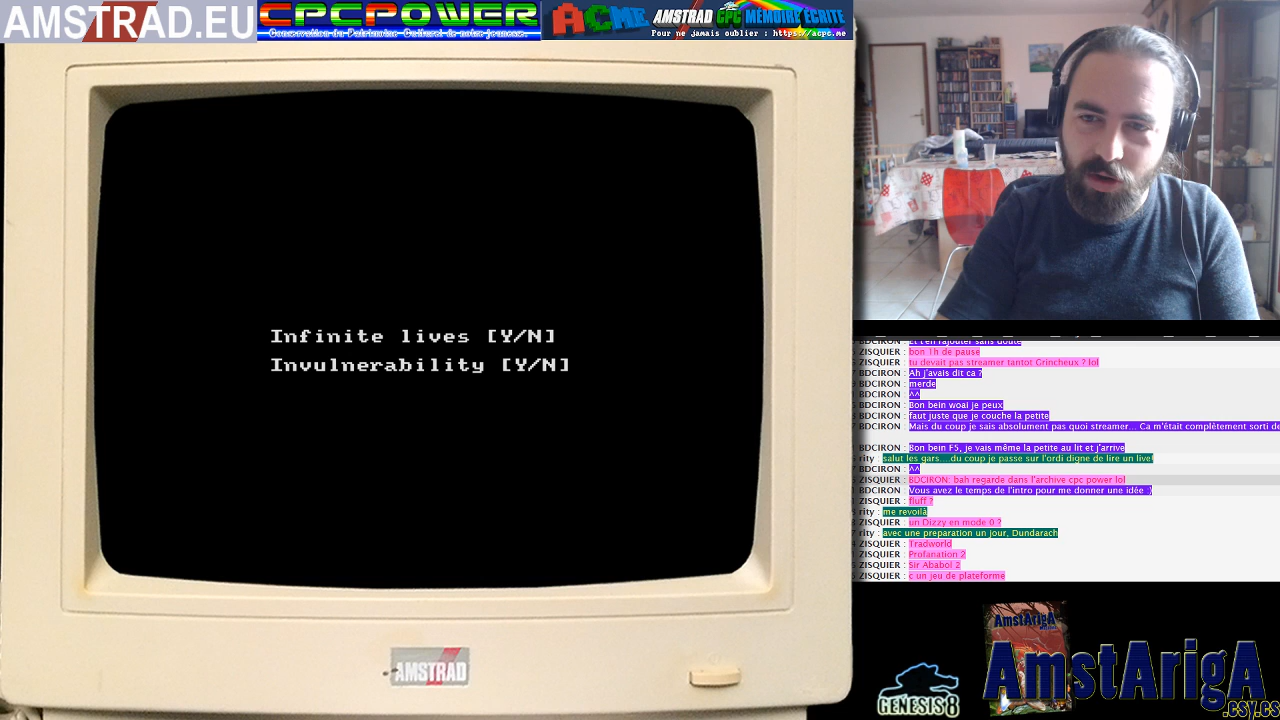 AMSTRAD.EU
CPCPOWER
Conservation du Patrimoine Culturel de notre jeunesse.
ACME
AMSTRAD CPC MÉMOIRE ÉCRITE
Pour ne jamais oublier : https://acpc.me
Infinite lives [Y/N]
Invulnerability [Y/N]
AMSTRAD
BDCIRON : Et t'en rajouter sans doute
ZISQUIER : bon 1h de pause
ZISQUIER : tu devait pas streamer tantot Grincheux ? lol
BDCIRON : Ah j'avais dit ca ?
BDCIRON : merde
BDCIRON : ^^
BDCIRON : Bon bein woai je peux
BDCIRON : faut juste que je couche la petite
BDCIRON : Mais du coup je sais absolument pas quoi streamer... Ca m'était complètement sorti de
BDCIRON : Bon bein F5, je vais même la petite au lit et j'arrive
rity : salut les gars....du coup je passe sur l'ordi digne de lire un live!
BDCIRON : ^^
ZISQUIER : BDCIRON: bah regarde dans l'archive cpc power lol
BDCIRON : Vous avez le temps de l'intro pour me donner une idée :)
ZISQUIER : fluff ?
rity : me revoilà
ZISQUIER : un Dizzy en mode 0 ?
rity : avec une preparation un jour, Dundarach
ZISQUIER : Tradworld
ZISQUIER : Profanation 2
ZISQUIER : Sir Ababol 2
ZISQUIER : c un jeu de plateforme
GENESIS8
AmstArigA
AmstArigA
.csy.es